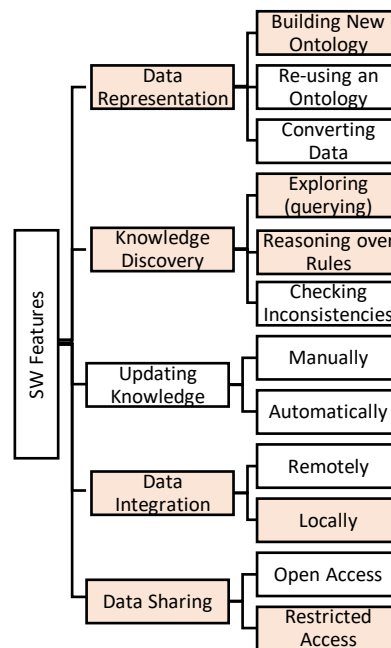 SW Features
Data
Representation
Building New
Ontology
Re-using an
Ontology
Converting
Data
Knowledge
Discovery
Exploring
(querying)
Reasoning over
Rules
Checking
Inconsistencies
Updating
Knowledge
Manually
Automatically
Data
Integration
Remotely
Locally
Data Sharing
Open Access
Restricted
Access